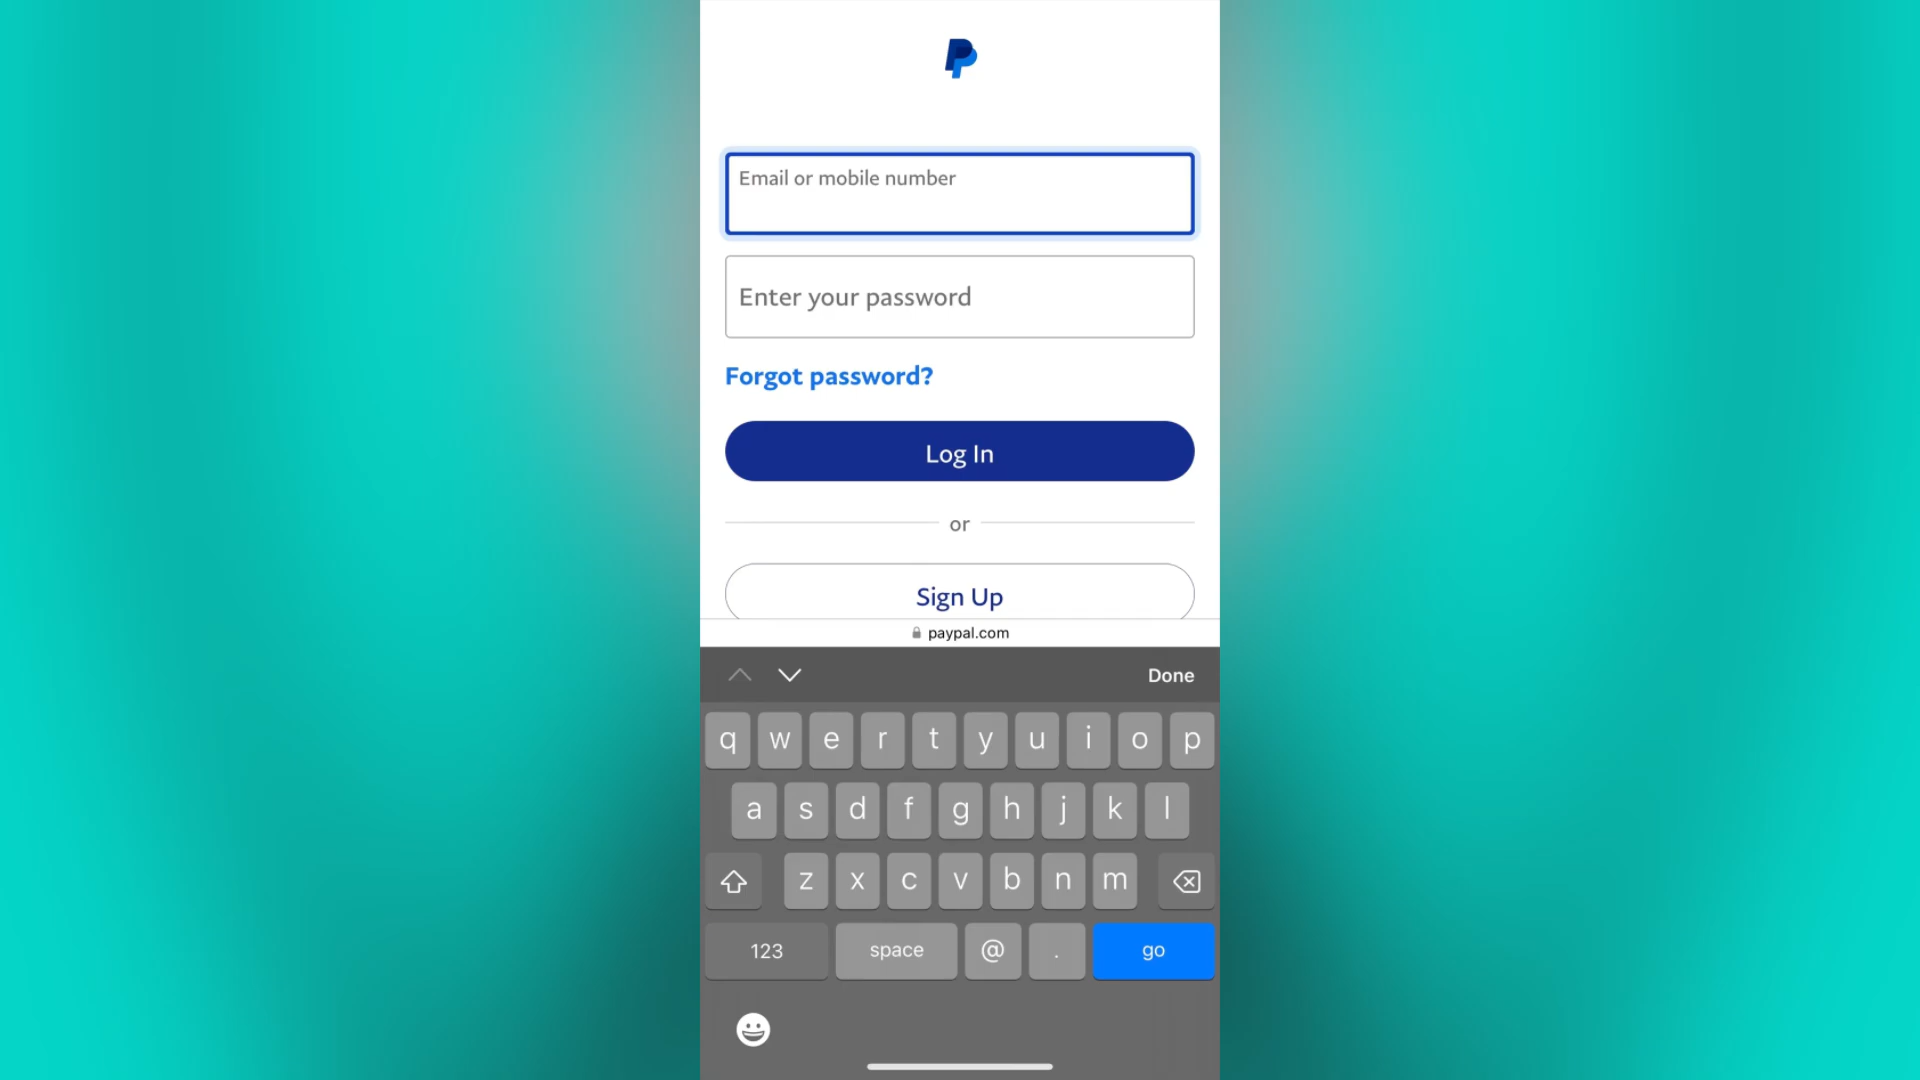 Email or mobile number
Enter your password
Forgot password?
Log In
or
Sign Up
paypal.com
Done
q w e r t y u i o p
a s d f g h j k l
z x c v b n m
123 space @ . go